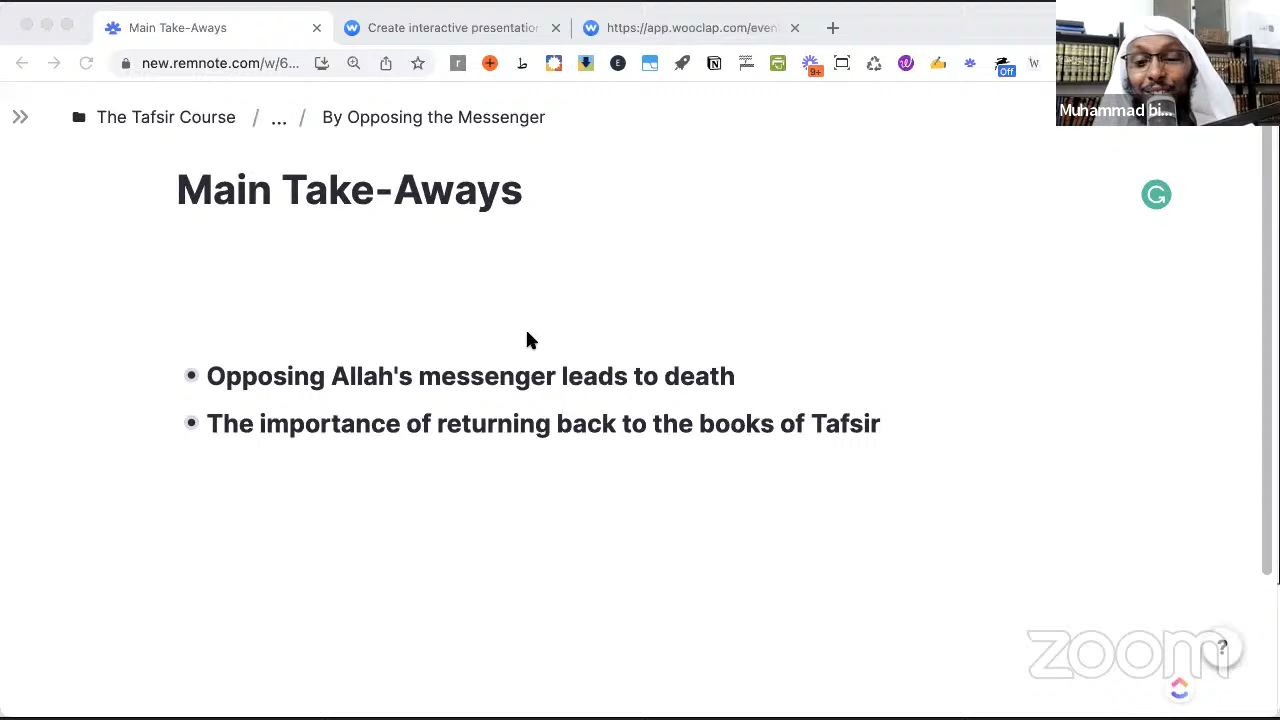 Main Take-Aways
Create interactive presentation
https://app.wooclap.com/even
new.remnote.com/w/6...
9+
Off
Muhammad bi...
The Tafsir Course / ... / By Opposing the Messenger
Main Take-Aways
Opposing Allah's messenger leads to death
The importance of returning back to the books of Tafsir
zoom
?